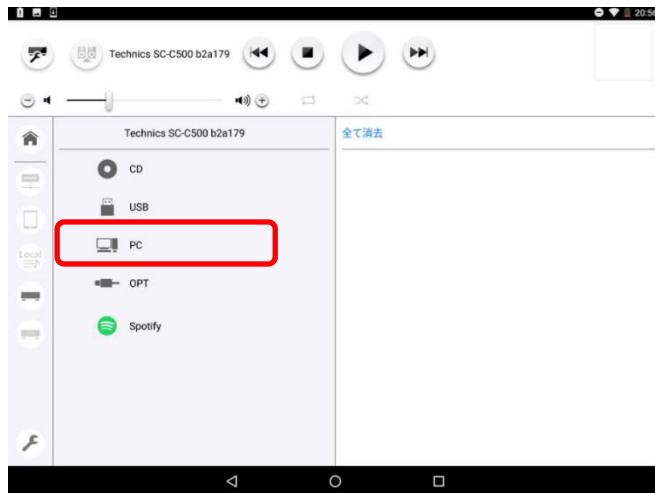 20:56
Technics SC-C500 b2a179
Technics SC-C500 b2a179
全て消去
CD
USB
PC
Local
OPT
Spotify